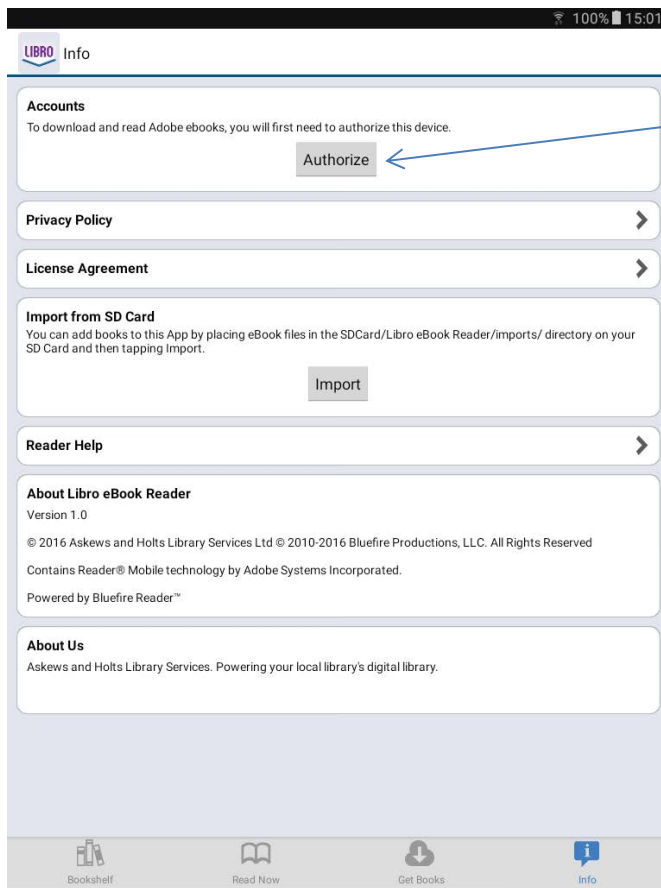 100% 15:01
LIBRO Info
Accounts
To download and read Adobe ebooks, you will first need to authorize this device.
Authorize
Privacy Policy
License Agreement
Import from SD Card
You can add books to this App by placing eBook files in the SDCard/Libro eBook Reader/imports/ directory on your
SD Card and then tapping Import.
Import
Reader Help
About Libro eBook Reader
Version 1.0
© 2016 Askews and Holts Library Services Ltd © 2010-2016 Bluefire Productions, LLC. All Rights Reserved
Contains Reader® Mobile technology by Adobe Systems Incorporated.
Powered by Bluefire Reader™
About Us
Askews and Holts Library Services. Powering your local library's digital library.
Bookshelf Read Now Get Books Info